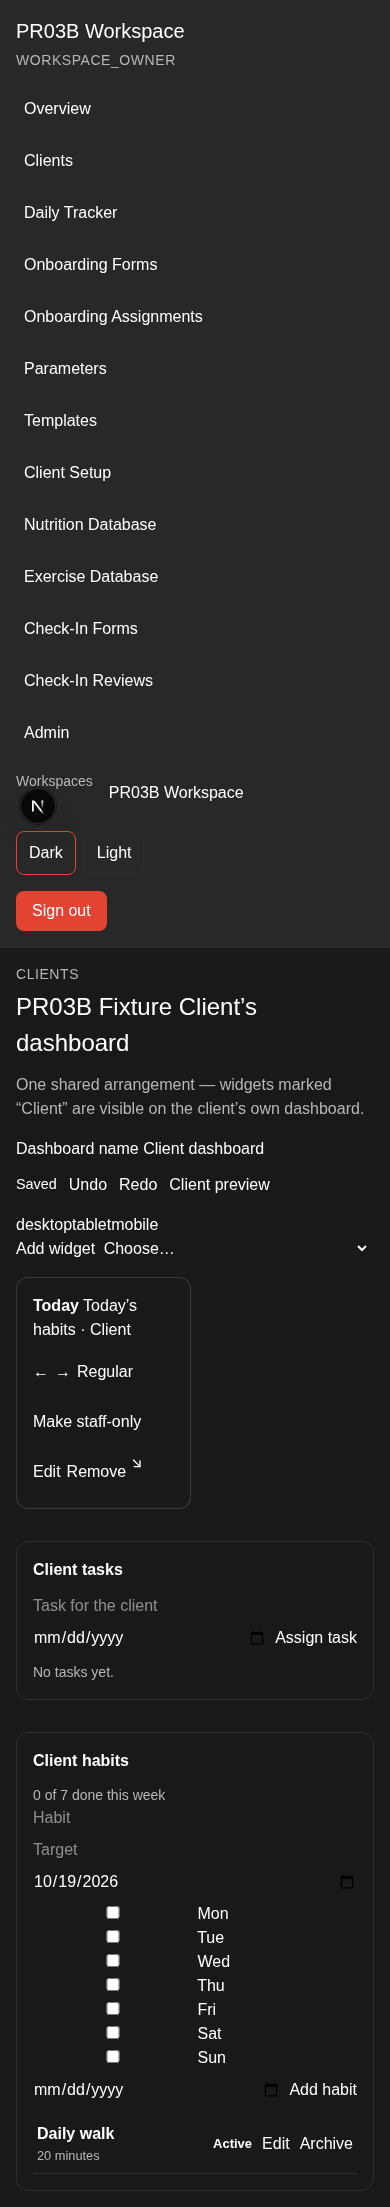 PR03B Workspace
WORKSPACE_OWNER
Overview
Clients
Daily Tracker
Onboarding Forms
Onboarding Assignments
Parameters
Templates
Client Setup
Nutrition Database
Exercise Database
Check-In Forms
Check-In Reviews
Admin
Workspaces
PR03B Workspace
N
Dark Light
Sign out
CLIENTS
PR03B Fixture Client’s
dashboard
One shared arrangement — widgets marked
“Client” are visible on the client’s own dashboard.
Dashboard name Client dashboard
Saved Undo Redo Client preview
desktoptabletmobile
Add widget Choose…
Today Today’s
habits · Client
← → Regular
Make staff-only
Edit Remove
Client tasks
Task for the client
mm/dd/yyyy Assign task
No tasks yet.
Client habits
0 of 7 done this week
Habit
Target
10/19/2026
Mon
Tue
Wed
Thu
Fri
Sat
Sun
mm/dd/yyyy Add habit
Daily walk
20 minutes
Active Edit Archive